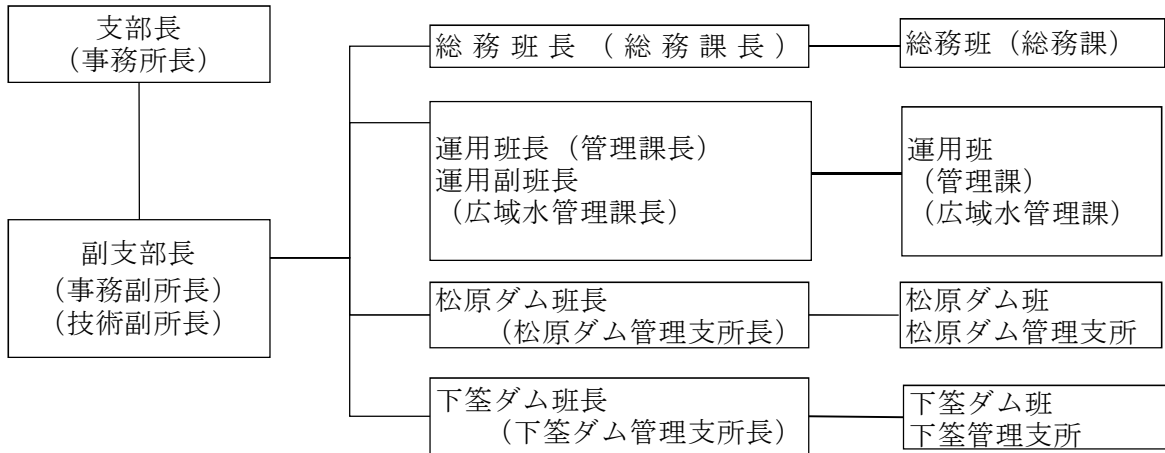 支部長
（事務所長）
副支部長
（事務副所長）
（技術副所長）
総務班長（総務課長）
総務班（総務課）
運用班長（管理課長）
運用副班長
（広域水管理課長）
運用班
（管理課）
（広域水管理課）
松原ダム班長
（松原ダム管理支所長）
松原ダム班
松原ダム管理支所
下筌ダム班長
（下筌ダム管理支所長）
下筌ダム班
下筌管理支所